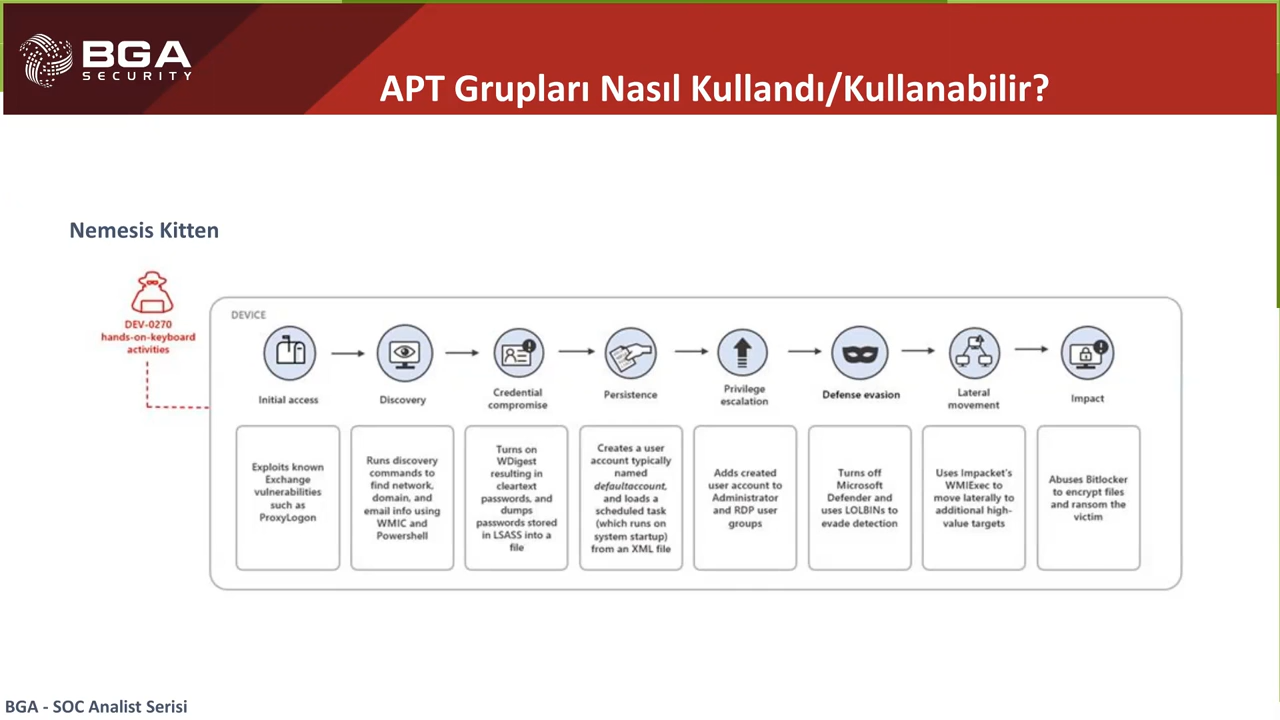 BGA
SECURITY
APT Grupları Nasıl Kullandı/Kullanabilir?
Nemesis Kitten
DEV-0270
hands-on-keyboard
activities
DEVICE
Initial access
Discovery
Credential
compromise
Persistence
Privilege
escalation
Defense evasion
Lateral
movement
Impact
Exploits known
Exchange
vulnerabilities
such as
ProxyLogon
Runs discovery
commands to
find network,
domain, and
email info using
WMIC and
Powershell
Turns on
WDigest
resulting in
cleartext
passwords, and
dumps
passwords stored
in LSASS into a
file
Creates a user
account typically
named
defaultaccount,
and loads a
scheduled task
(which runs on
system startup)
from an XML file
Adds created
user account to
Administrator
and RDP user
groups
Turns off
Microsoft
Defender and
uses LOLBINs to
evade detection
Uses Impacket's
WMIExec to
move laterally to
additional high-
value targets
Abuses Bitlocker
to encrypt files
and ransom the
victim
BGA - SOC Analist Serisi